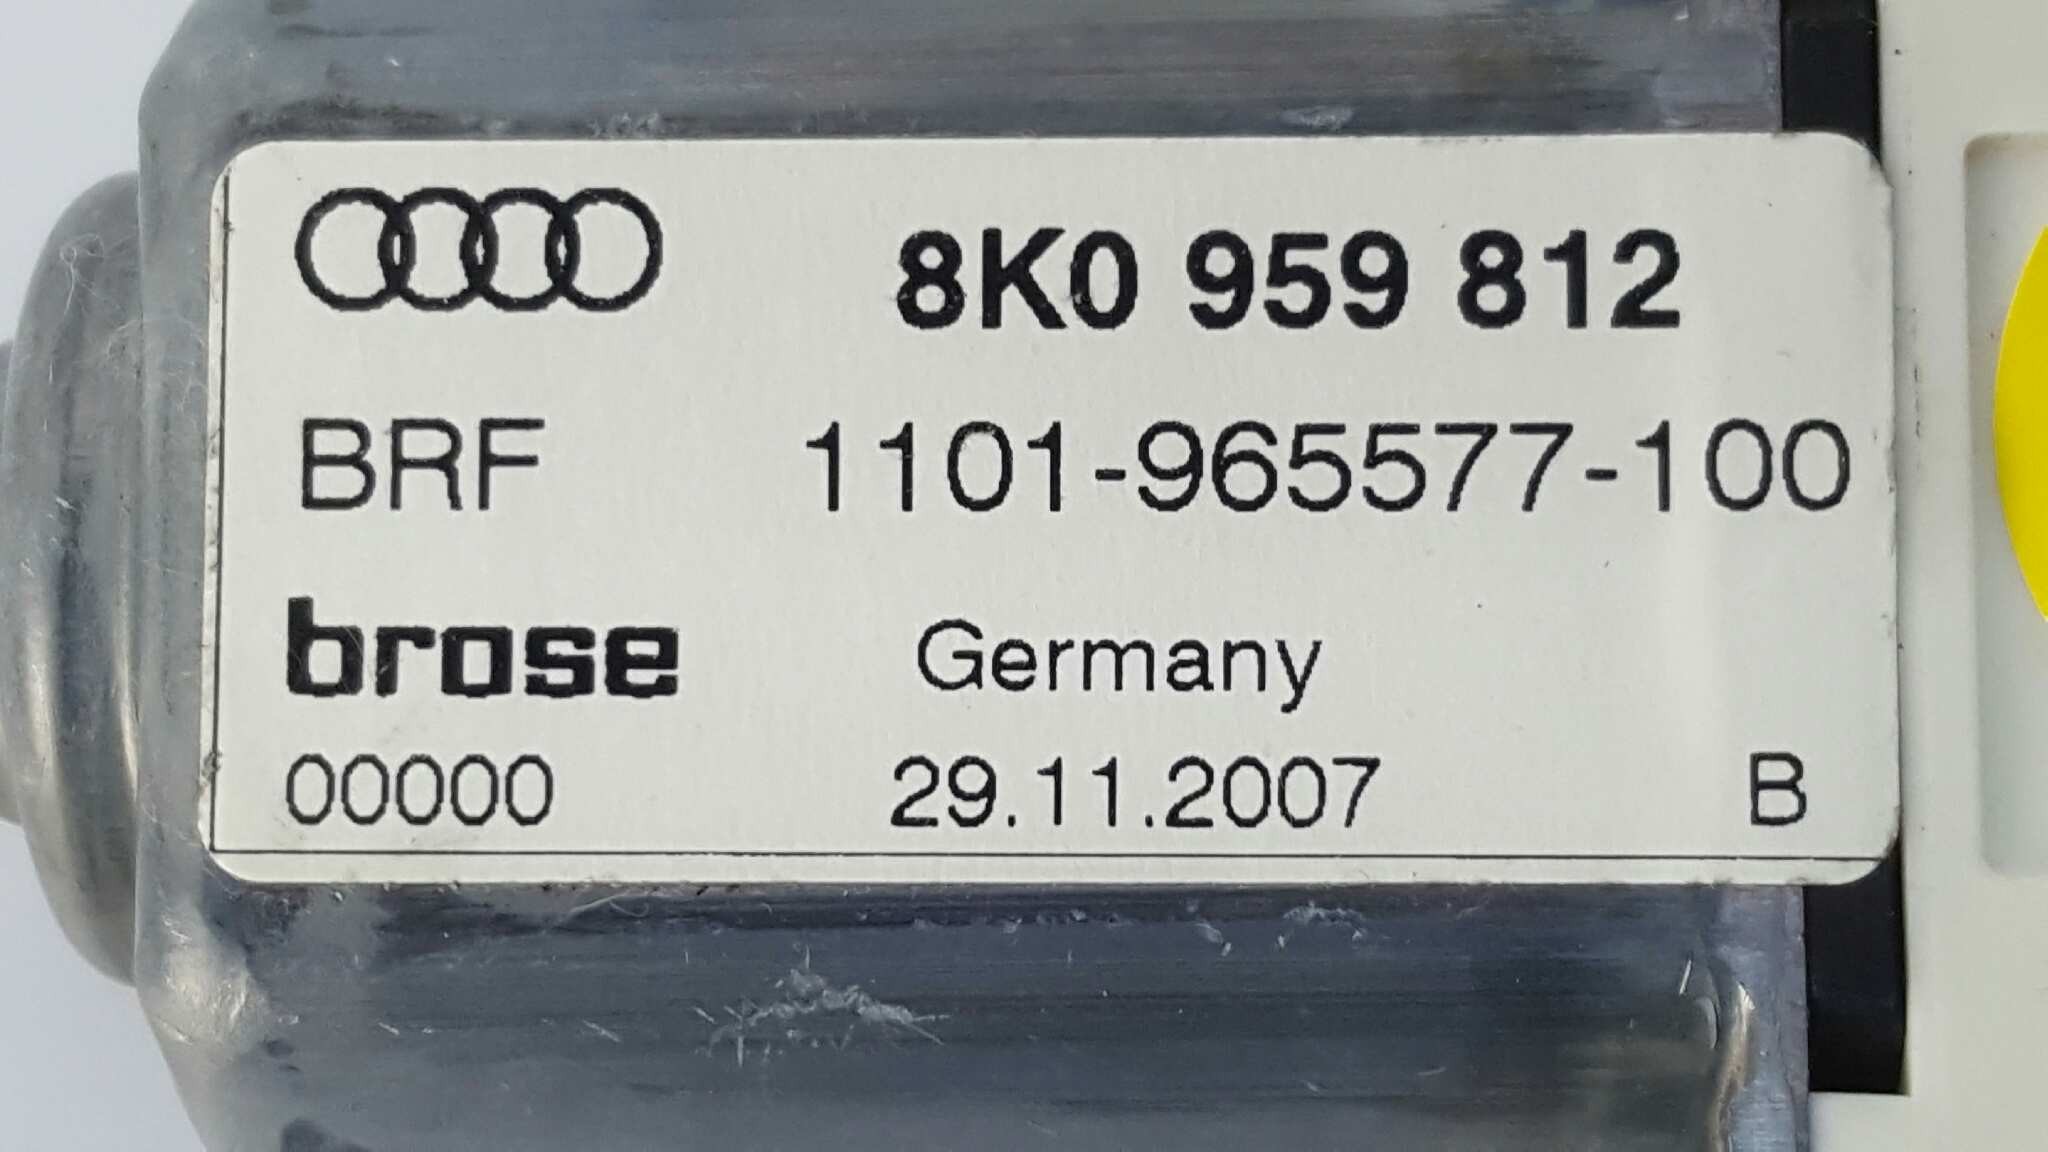 8K0 959 812
BRF 1101-965577-100
brose Germany
00000 29.11.2007 B